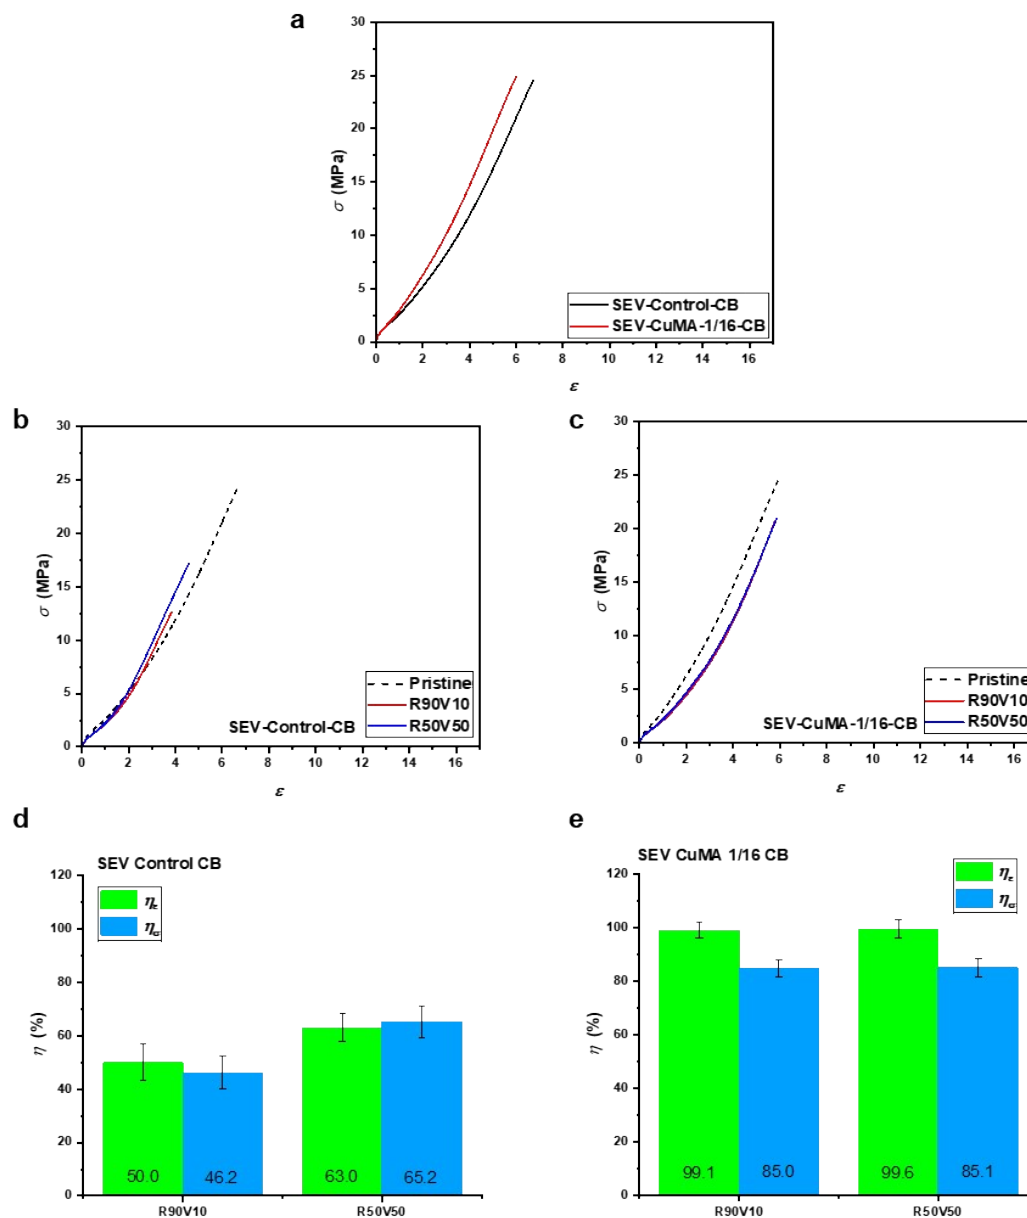 a
30
25
20
15
10
5
0
σ (MPa)
SEV-Control-CB
SEV-CuMA-1/16-CB
0 2 4 6 8 10 12 14 16
ε
b
30
25
20
15
10
5
0
σ (MPa)
Pristine
R90V10
R50V50
SEV-Control-CB
0 2 4 6 8 10 12 14 16
ε
c
30
25
20
15
10
5
0
σ (MPa)
Pristine
R90V10
R50V50
SEV-CuMA-1/16-CB
0 2 4 6 8 10 12 14 16
ε
d
SEV Control CB
120
100
80
60
40
20
0
η (%)
ηε
ησ
50.0 46.2 63.0 65.2
R90V10 R50V50
e
SEV CuMA 1/16 CB
120
100
80
60
40
20
0
η (%)
ηε
ησ
99.1 85.0 99.6 85.1
R90V10 R50V50